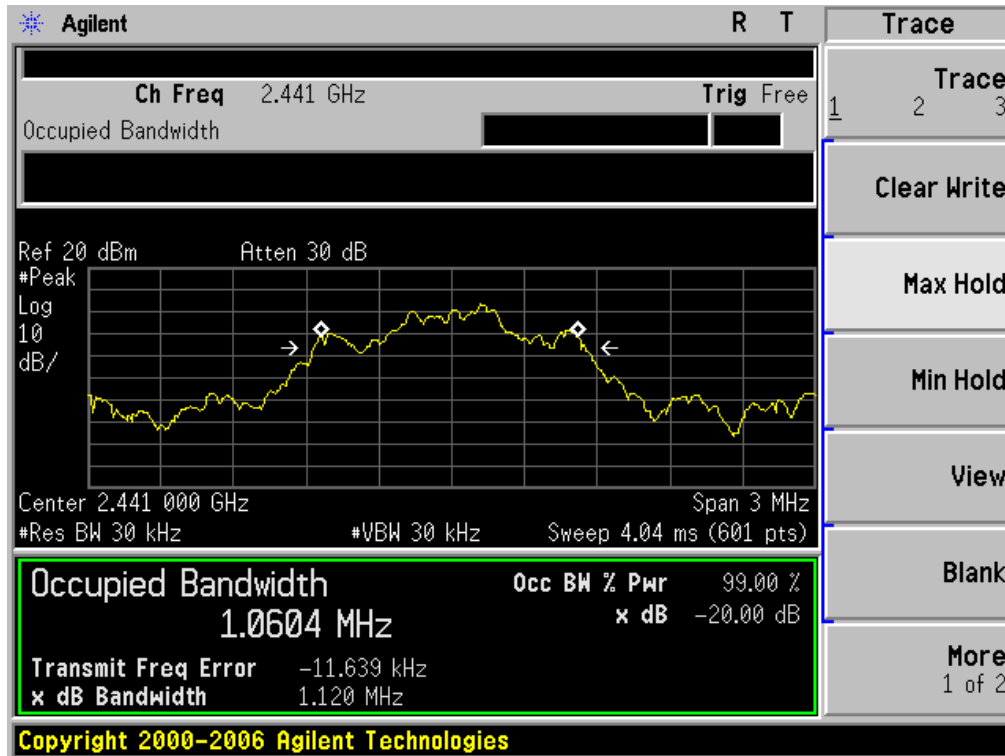 Agilent R T
Ch Freq 2.441 GHz Trig Free
Occupied Bandwidth
Ref 20 dBm Atten 30 dB
#Peak
Log
10
dB/
Center 2.441 000 GHz Span 3 MHz
#Res BW 30 kHz #VBW 30 kHz Sweep 4.04 ms (601 pts)
Occupied Bandwidth
1.0604 MHz
Occ BW % Pwr 99.00 %
x dB -20.00 dB
Transmit Freq Error -11.639 kHz
x dB Bandwidth 1.120 MHz
Copyright 2000-2006 Agilent Technologies
Trace
Trace
1 2 3
Clear Write
Max Hold
Min Hold
View
Blank
More
1 of 2